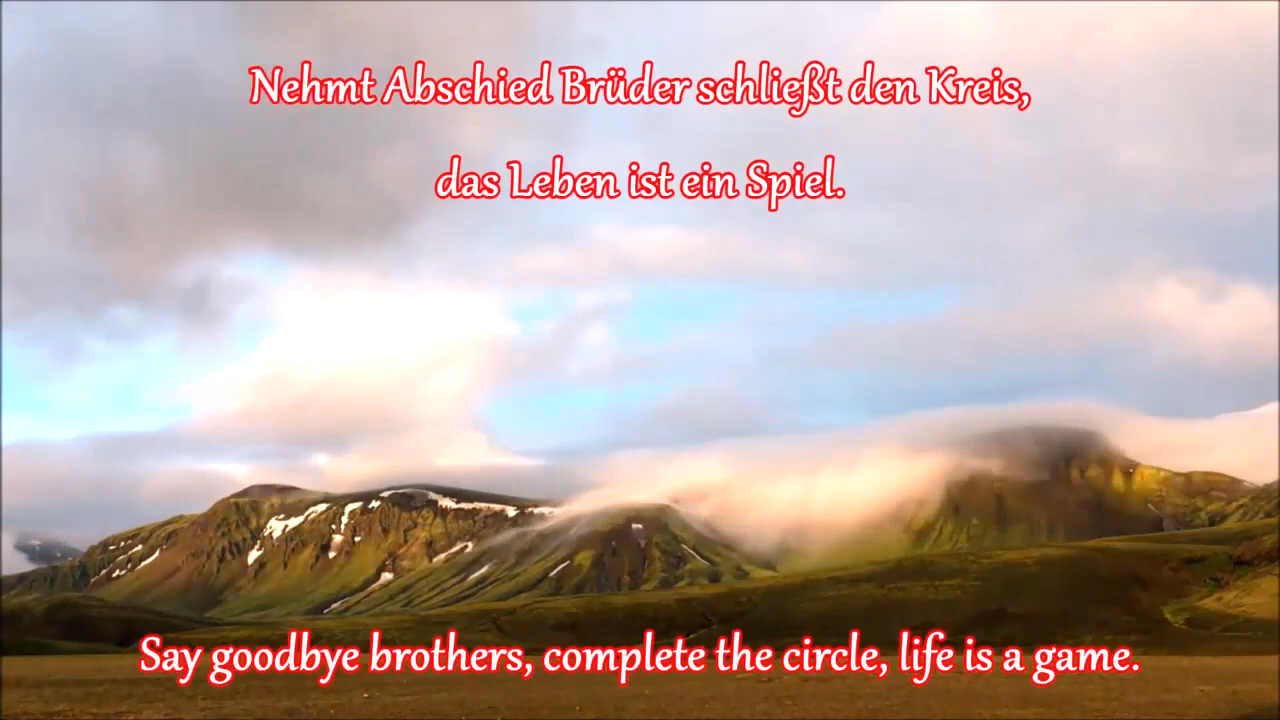 Nehmt Abschied Brüder schließt den Kreis,
das Leben ist ein Spiel.
Say goodbye brothers, complete the circle, life is a game.